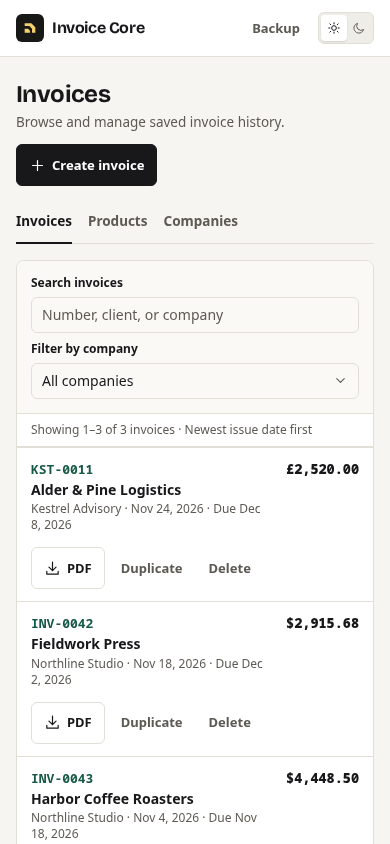 Invoice Core
Backup
Invoices
Browse and manage saved invoice history.
Create invoice
Invoices Products Companies
Search invoices
Number, client, or company
Filter by company
All companies
Showing 1–3 of 3 invoices · Newest issue date first
KST-0011 £2,520.00
Alder & Pine Logistics
Kestrel Advisory · Nov 24, 2026 · Due Dec
8, 2026
PDF Duplicate Delete
INV-0042 $2,915.68
Fieldwork Press
Northline Studio · Nov 18, 2026 · Due Dec
2, 2026
PDF Duplicate Delete
INV-0043 $4,448.50
Harbor Coffee Roasters
Northline Studio · Nov 4, 2026 · Due Nov
18, 2026